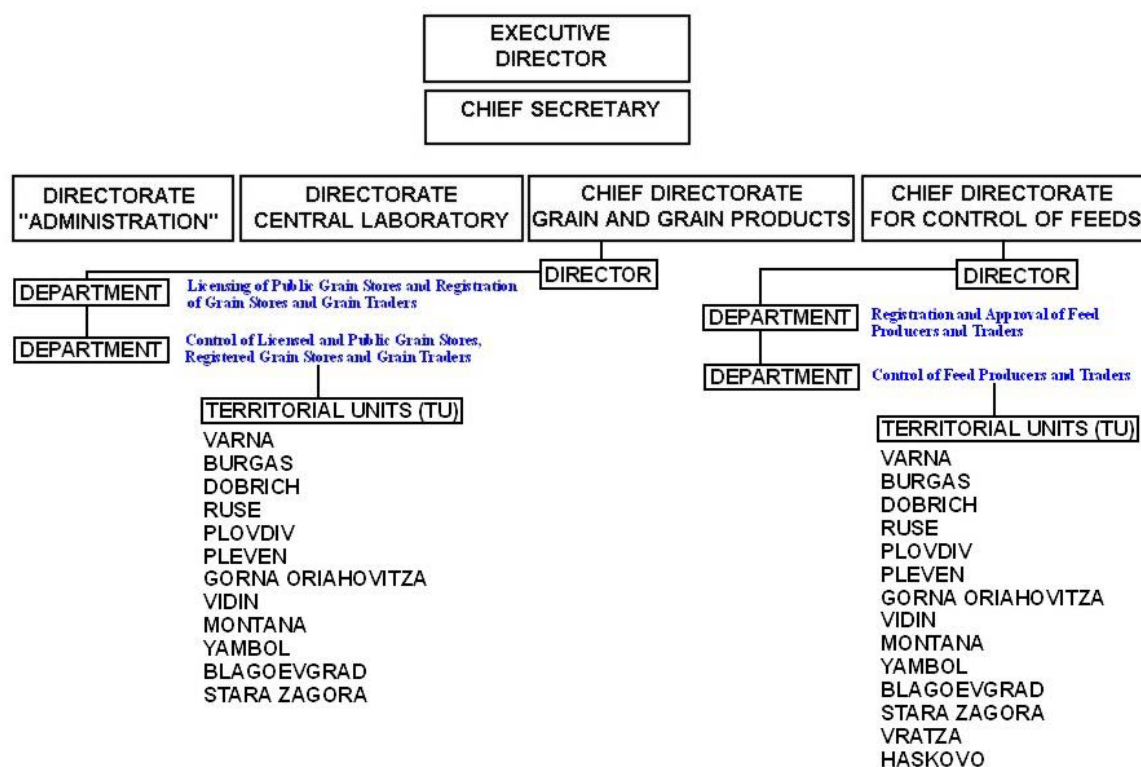 EXECUTIVE
DIRECTOR
CHIEF SECRETARY
DIRECTORATE
"ADMINISTRATION"
DIRECTORATE
CENTRAL LABORATORY
CHIEF DIRECTORATE
GRAIN AND GRAIN PRODUCTS
CHIEF DIRECTORATE
FOR CONTROL OF FEEDS
DIRECTOR
DEPARTMENT
Licensing of Public Grain Stores and Registration
of Grain Stores and Grain Traders
DEPARTMENT
Control of Licensed and Public Grain Stores,
Registered Grain Stores and Grain Traders
TERRITORIAL UNITS (TU)
VARNA
BURGAS
DOBRICH
RUSE
PLOVDIV
PLEVEN
GORNA ORIAHOVITZA
VIDIN
MONTANA
YAMBOL
BLAGOEVGRAD
STARA ZAGORA
DIRECTOR
DEPARTMENT
Registration and Approval of Feed
Producers and Traders
DEPARTMENT
Control of Feed Producers and Traders
TERRITORIAL UNITS (TU)
VARNA
BURGAS
DOBRICH
RUSE
PLOVDIV
PLEVEN
GORNA ORIAHOVITZA
VIDIN
MONTANA
YAMBOL
BLAGOEVGRAD
STARA ZAGORA
VRATZA
HASKOVO